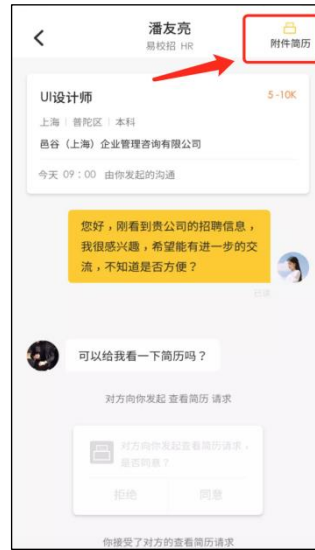 潘友亮
易校招 HR
附件简历
UI设计师
5-10K
上海 | 普陀区 | 本科
邑谷（上海）企业管理咨询有限公司
今天 09：00 由你发起的沟通
您好，刚看到贵公司的招聘信息，
我很感兴趣，希望能有进一步的交
流，不知道是否方便？
已读
可以给我看一下简历吗？
对方向你发起 查看简历 请求
对方向你发起查看简历请求，
是否同意？
拒绝 同意
你接受了对方的查看简历请求